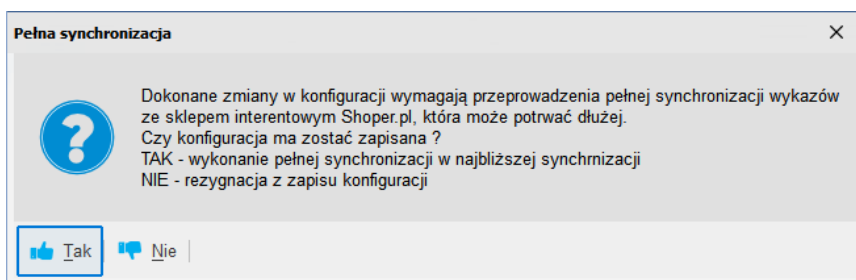 Pełna synchronizacja
Dokonane zmiany w konfiguracji wymagają przeprowadzenia pełnej synchronizacji wykazów
ze sklepem interentowym Shoper.pl, która może potrwać dłużej.
Czy konfiguracja ma zostać zapisana ?
TAK - wykonanie pełnej synchronizacji w najbliższej synchrnizacji
NIE - rezygnacja z zapisu konfiguracji
Tak Nie